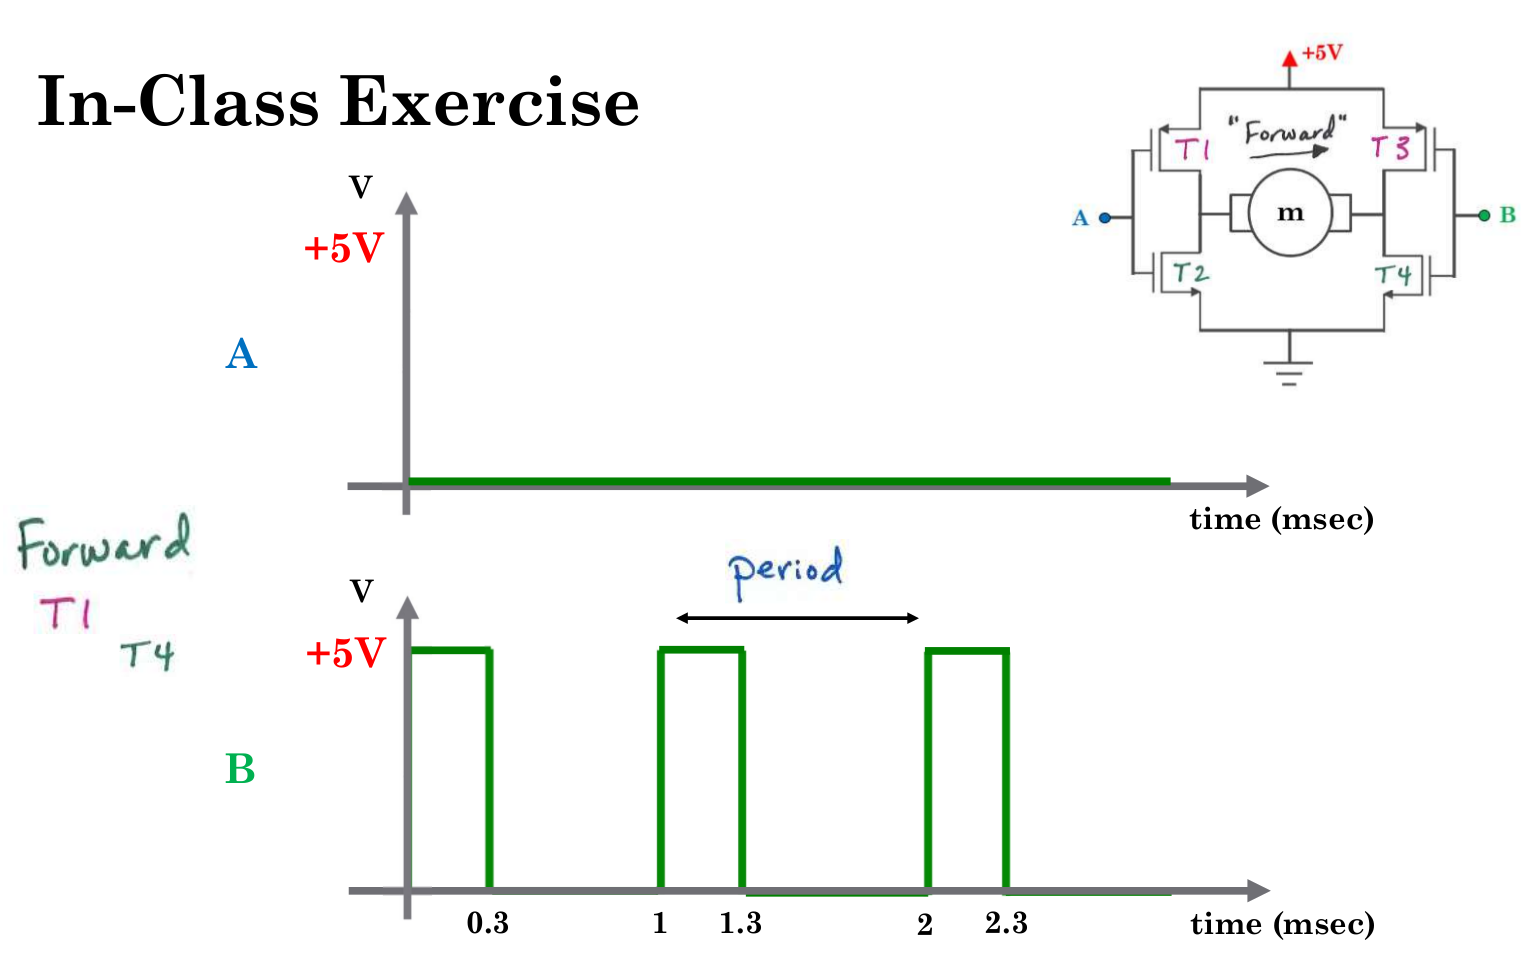 In-Class Exercise
+5V
"Forward"
T1
T3
A
m
B
T2
T4
V
+5V
A
time (msec)
Forward
T1
T4
period
V
+5V
B
0.3
1
1.3
2
2.3
time (msec)